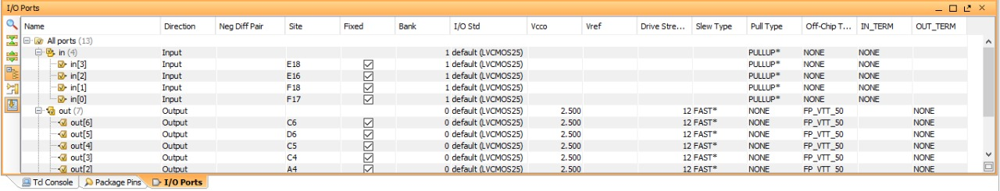 I/O Ports
Name Direction Neg Diff Pair Site Fixed Bank I/O Std Vcco Vref Drive Stre... Slew Type Pull Type Off-Chip T... IN_TERM OUT_TERM
All ports (13)
in (4) Input 1 default (LVCMOS25) PULLUP* NONE NONE
in[3] Input E18 1 default (LVCMOS25) PULLUP* NONE NONE
in[2] Input E16 1 default (LVCMOS25) PULLUP* NONE NONE
in[1] Input F18 1 default (LVCMOS25) PULLUP* NONE NONE
in[0] Input F17 1 default (LVCMOS25) PULLUP* NONE NONE
out (7) Output 0 default (LVCMOS25) 2.500 12 FAST* NONE FP_VTT_50 NONE
out[6] Output C6 0 default (LVCMOS25) 2.500 12 FAST* NONE FP_VTT_50 NONE
out[5] Output D6 0 default (LVCMOS25) 2.500 12 FAST* NONE FP_VTT_50 NONE
out[4] Output C5 0 default (LVCMOS25) 2.500 12 FAST* NONE FP_VTT_50 NONE
out[3] Output C4 0 default (LVCMOS25) 2.500 12 FAST* NONE FP_VTT_50 NONE
out[2] Output A4 0 default (LVCMOS25) 2.500 12 FAST* NONE FP_VTT_50 NONE
Tcl Console Package Pins I/O Ports